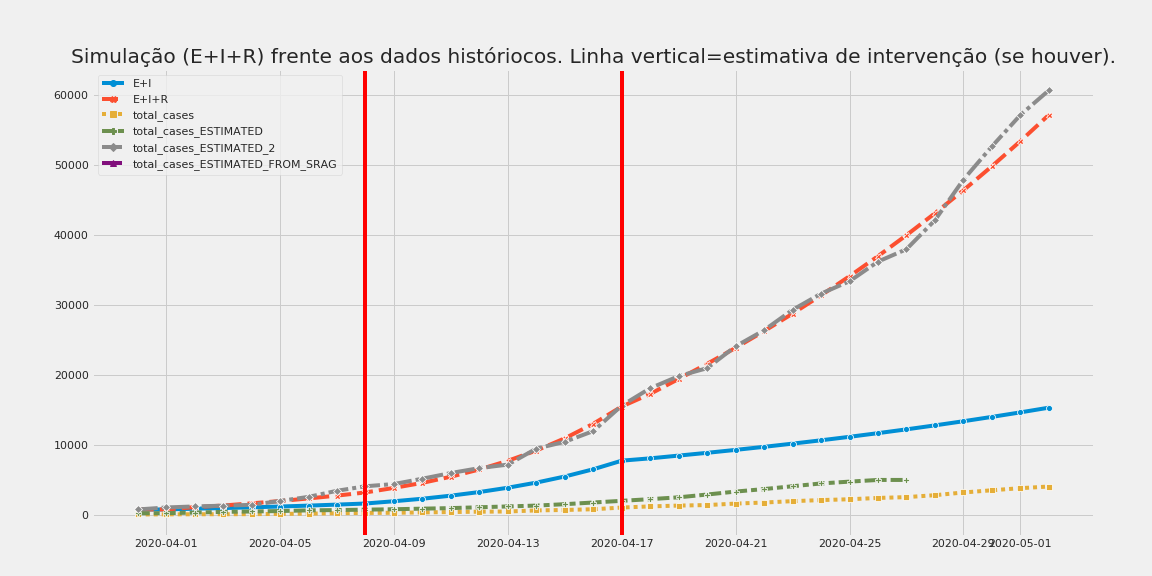 Simulação (E+I+R) frente aos dados históriocos. Linha vertical=estimativa de intervenção (se houver).
E+I
E+I+R
total_cases
total_cases_ESTIMATED
total_cases_ESTIMATED_2
total_cases_ESTIMATED_FROM_SRAG
60000
50000
40000
30000
20000
10000
0
2020-04-01
2020-04-05
2020-04-09
2020-04-13
2020-04-17
2020-04-21
2020-04-25
2020-04-29
2020-05-01